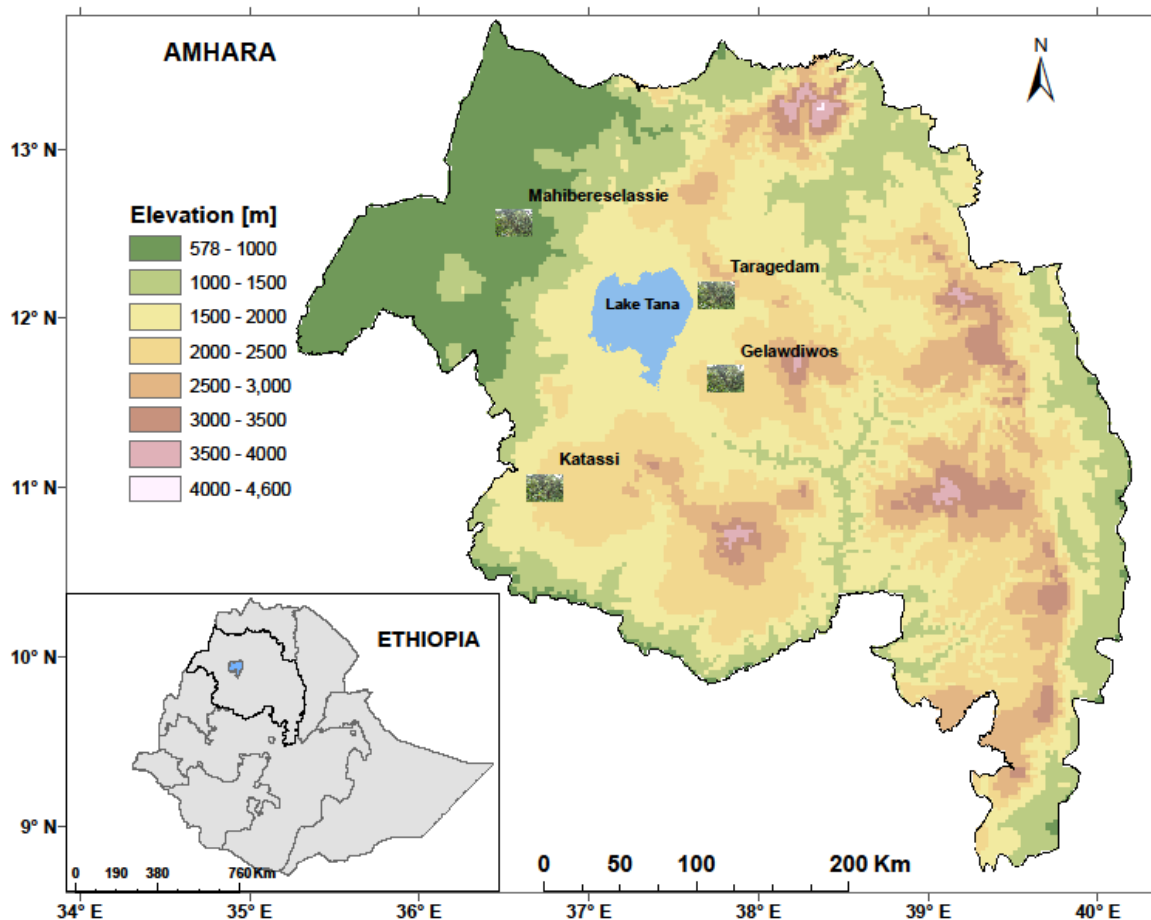 AMHARA
N
13° N
12° N
11° N
10° N
9° N
Elevation [m]
578 - 1000
1000 - 1500
1500 - 2000
2000 - 2500
2500 - 3,000
3000 - 3500
3500 - 4000
4000 - 4,600
Mahibereselassie
Taragedam
Lake Tana
Gelawdiwos
Katassi
ETHIOPIA
0 190 380 760 Km
0 50 100 200 Km
34° E 35° E 36° E 37° E 38° E 39° E 40° E